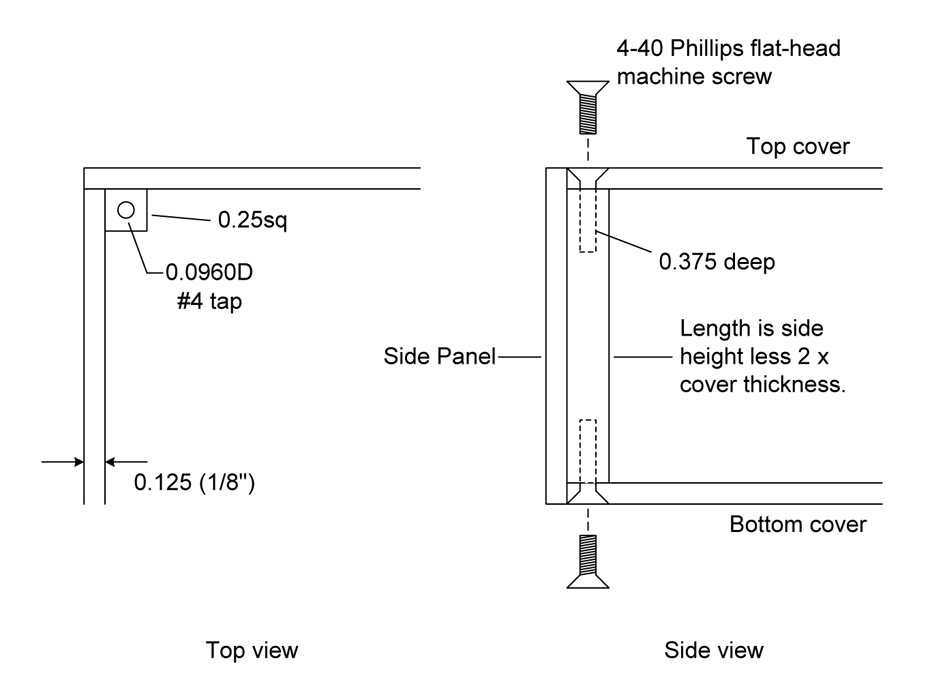 4-40 Phillips flat-head
machine screw
Top cover
0.25sq
0.0960D
#4 tap
0.375 deep
Side Panel
Length is side
height less 2 x
cover thickness.
0.125 (1/8")
Bottom cover
Top view
Side view